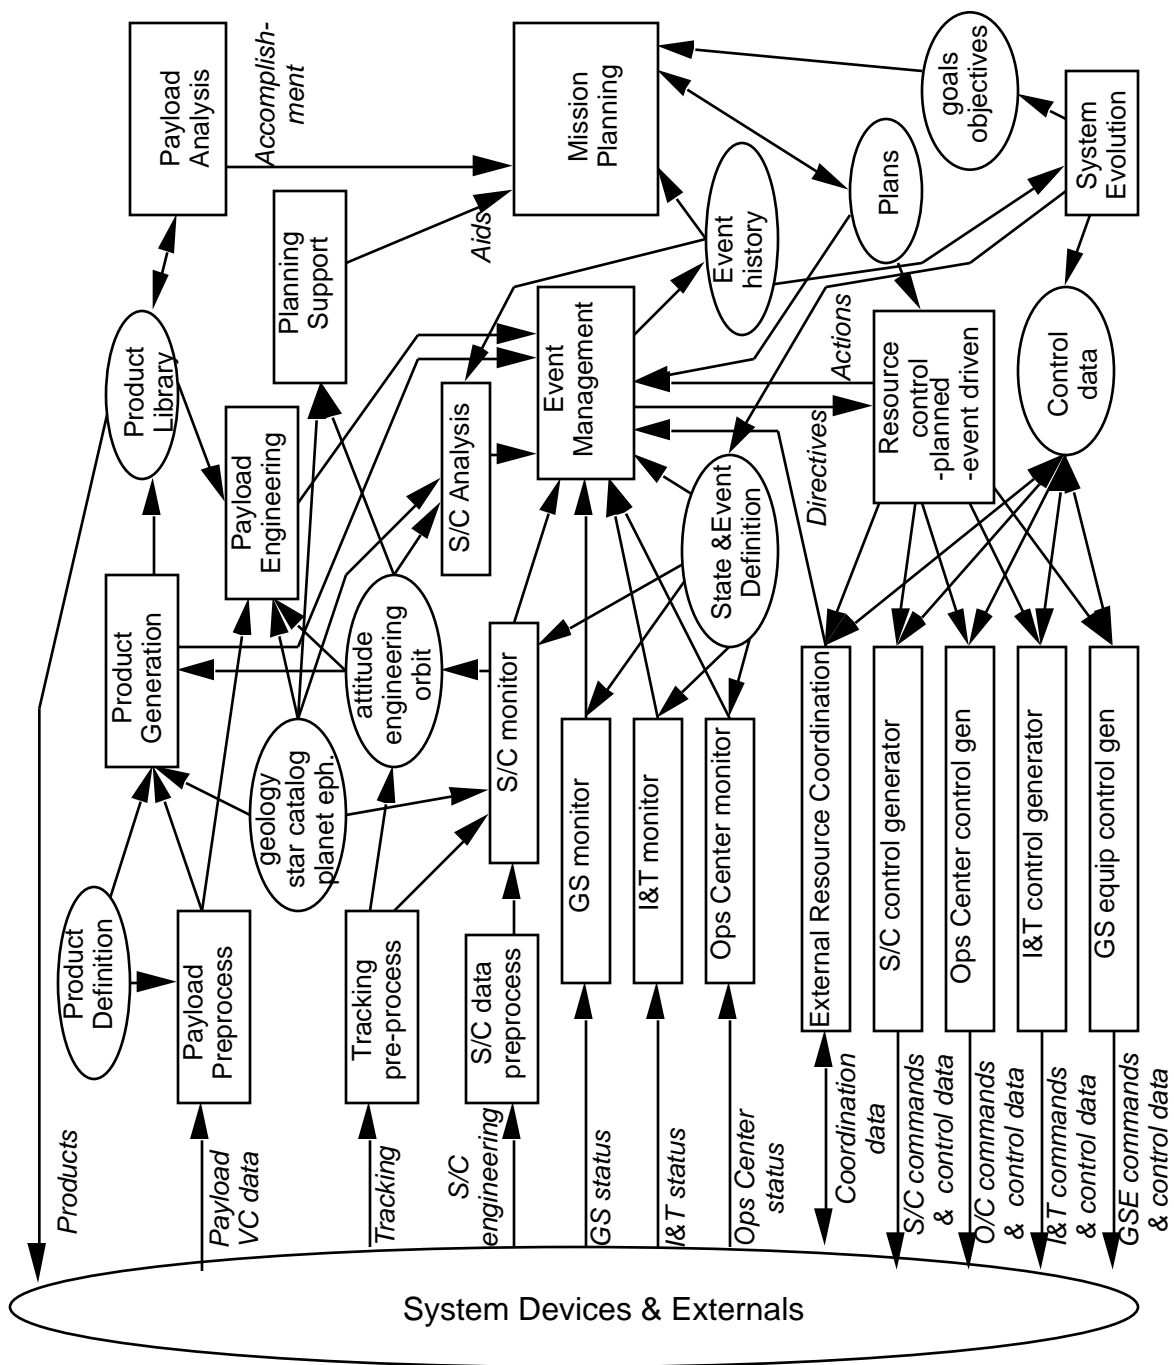 Payload
Analysis
Accomplish-
ment
Mission
Planning
goals
objectives
System
Evolution
Plans
Event
history
Planning
Support
Aids
Product
Library
Payload
Engineering
S/C Analysis
Event
Management
Actions
Directives
Resource
control
-planned
-event driven
Control
data
Product
Generation
attitude
engineering
orbit
State &Event
Definition
geology
star catalog
planet eph.
S/C monitor
GS monitor
I&T monitor
Ops Center monitor
External Resource Coordination
S/C control generator
Ops Center control gen
I&T control generator
GS equip control gen
Product
Definition
Payload
Preprocess
Tracking
pre-process
S/C data
preprocess
Products
Payload
VC data
Tracking
S/C
engineering
GS status
I&T status
Ops Center
status
Coordination
data
S/C commands
& control data
O/C commands
& control data
I&T commands
& control data
GSE commands
& control data
System Devices & Externals